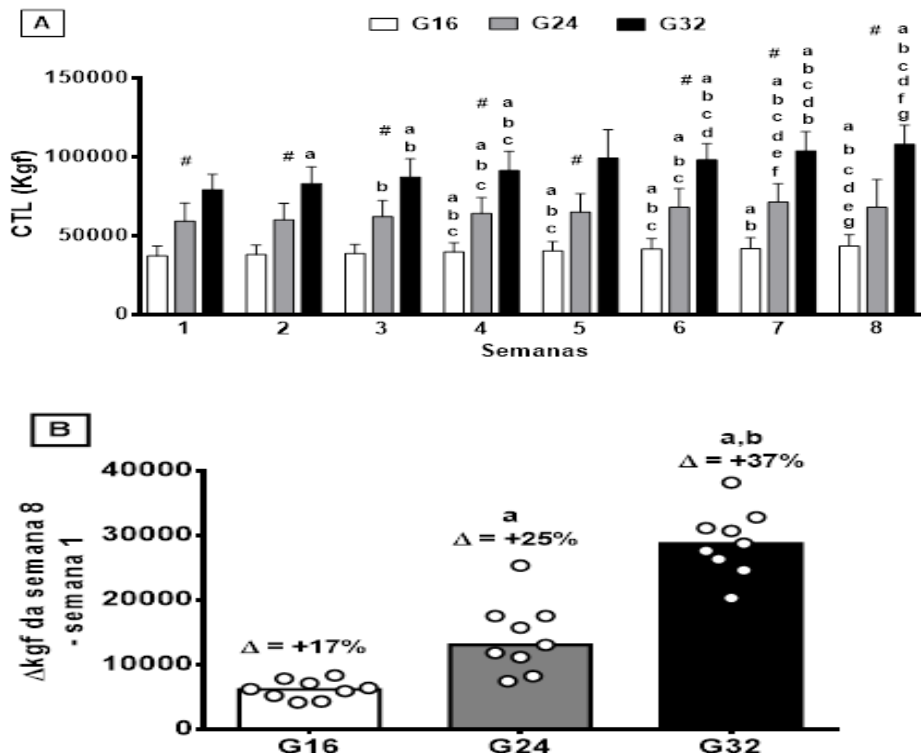 A
G16 G24 G32
CTL (Kgf)
150000
100000
50000
0
#
#
a
#
b
a
b
a
b
c
#
a
b
c
a
b
c
a
b
c
#
a
b
c
#
a
b
c
a
b
c
d
a
b
#
a
b
c
d
e
f
a
b
c
d
b
a
b
c
d
e
g
#
a
b
c
d
f
g
1 2 3 4 5 6 7 8
Semanas
B
Δkgf da semana 8
- semana 1
40000
30000
20000
10000
0
Δ = +17%
a
Δ = +25%
a,b
Δ = +37%
G16 G24 G32